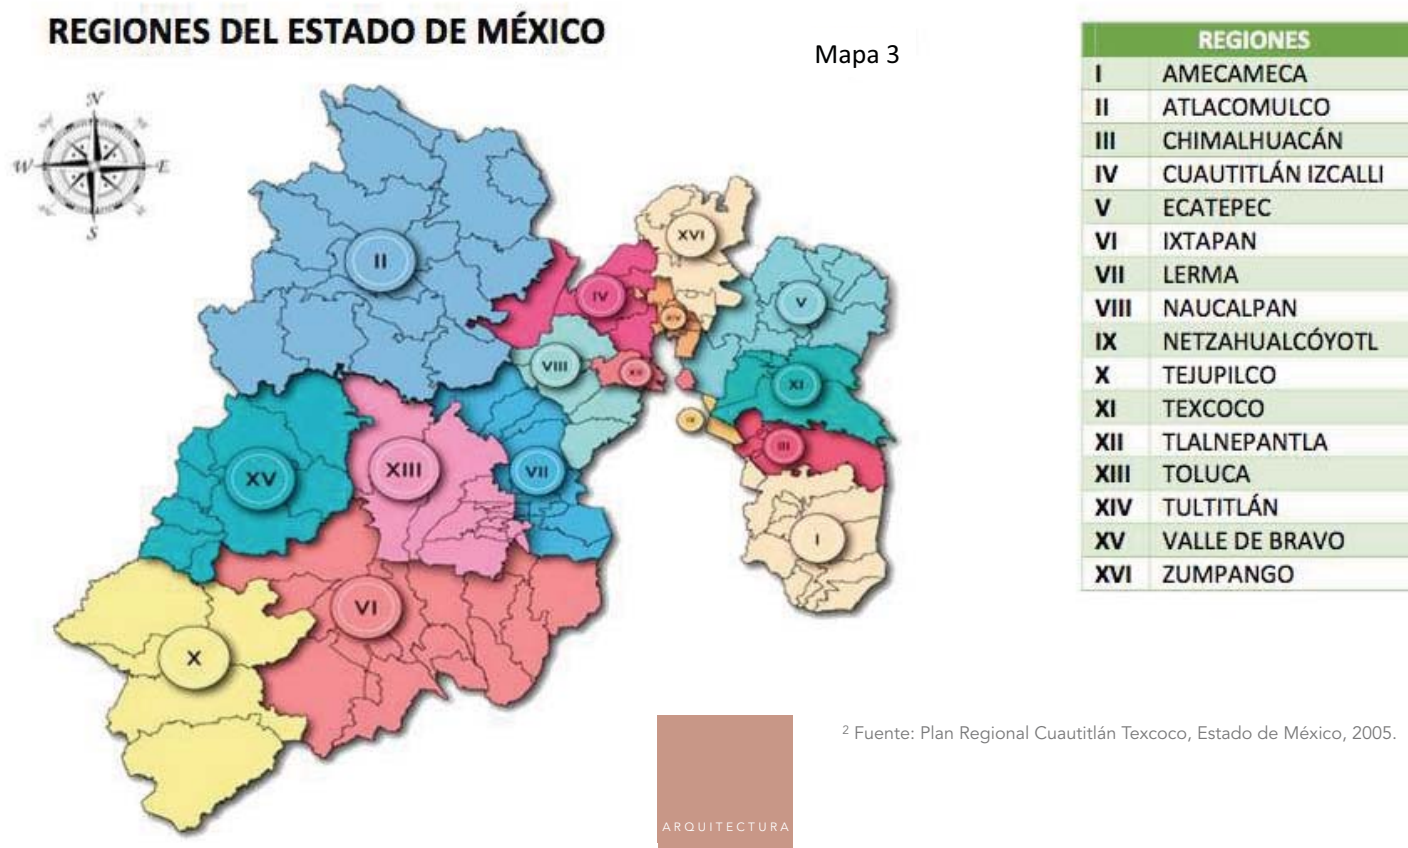 REGIONES DEL ESTADO DE MÉXICO
Mapa 3
N
W
E
S
REGIONES
I AMECAMECA
II ATLACOMULCO
III CHIMALHUACÁN
IV CUAUTITLÁN IZCALLI
V ECATEPEC
VI IXTAPAN
VII LERMA
VIII NAUCALPAN
IX NETZAHUALCÓYOTL
X TEJUPILCO
XI TEXCOCO
XII TLALNEPANTLA
XIII TOLUCA
XIV TULTITLÁN
XV VALLE DE BRAVO
XVI ZUMPANGO
XVI
II
IV
V
XIV
VIII
XII
XI
IX
III
XV
XIII
VII
I
VI
X
² Fuente: Plan Regional Cuautitlán Texcoco, Estado de México, 2005.
ARQUITECTURA